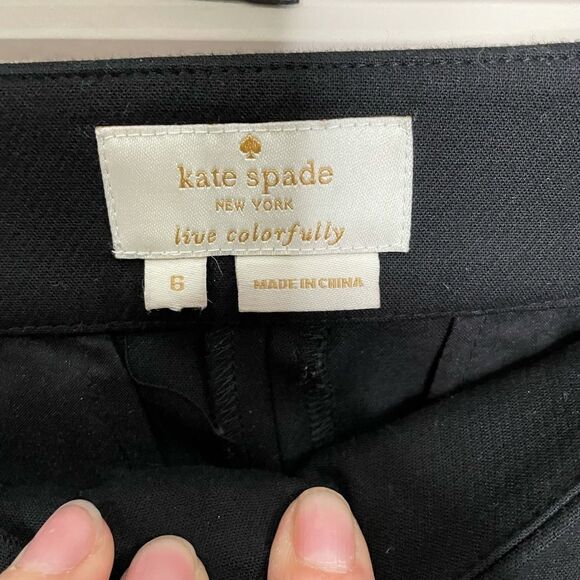 kate spade
NEW YORK
live colorfully
6
MADE IN CHINA